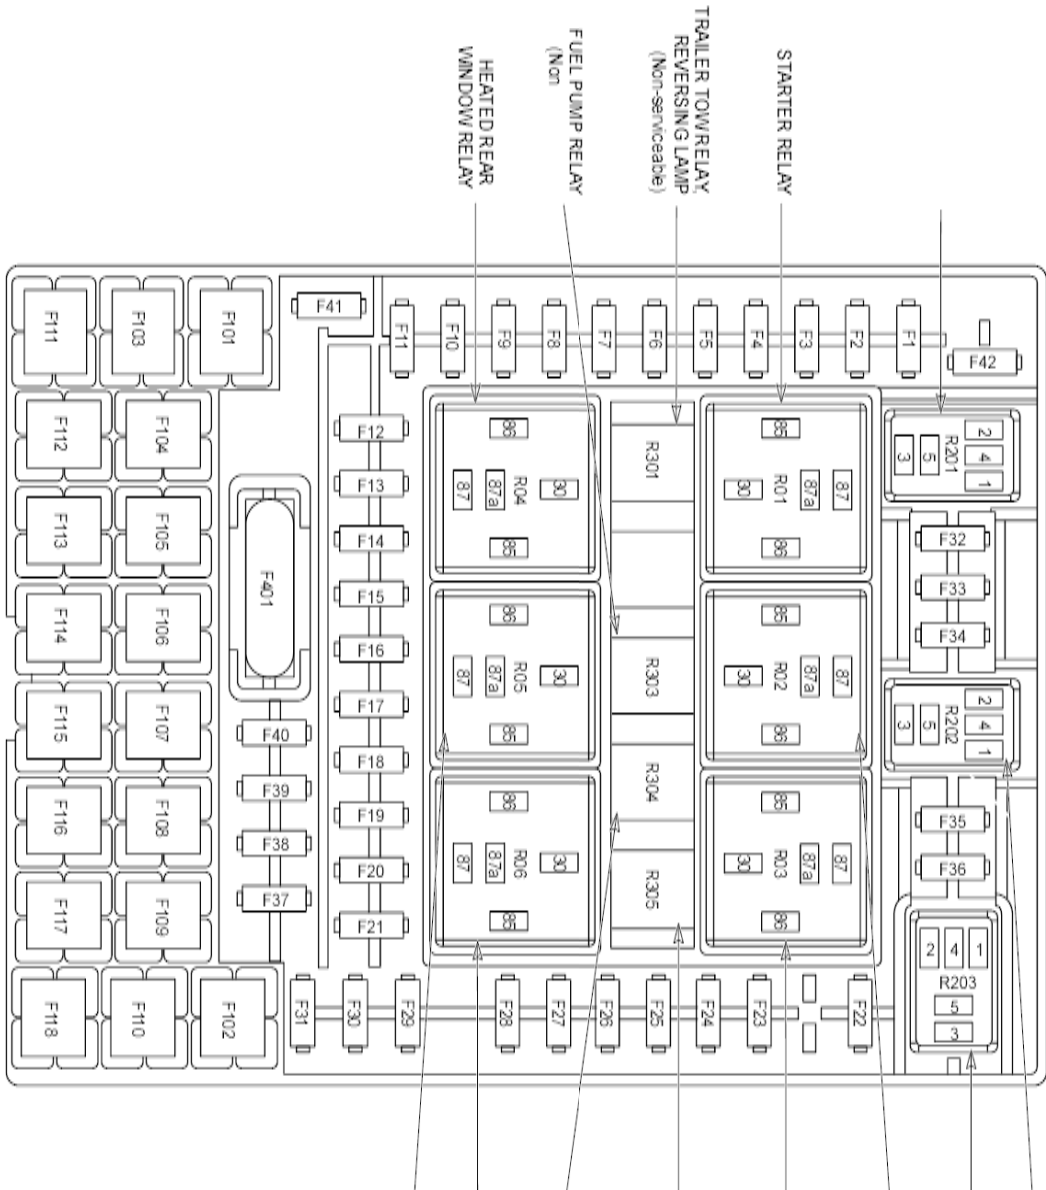 TRAILER TOW RELAY,
REVERSING LAMP
(Non-serviceable)
STARTER RELAY
FUEL PUMP RELAY
(Non
HEATED REAR
WINDOW RELAY
F111
F103
F101
F41
F11
F10
F9
F8
F7
F6
F5
F4
F3
F2
F1
F42
F112
F104
F12
F13
F14
F15
F16
F17
F18
F19
F20
F21
86
R04
87
87a
30
85
R301
85
R01
30
87a
87
86
R201
2
4
1
5
3
F113
F105
F401
F32
F33
F34
F114
F106
86
R05
87
87a
30
85
R303
85
R02
30
87a
87
86
R202
2
4
1
5
3
F115
F107
F40
F39
F38
F37
R304
F35
F36
F116
F108
86
R06
87
87a
30
85
R305
85
R03
30
87a
87
86
F117
F109
2
4
1
R203
5
3
F118
F110
F102
F31
F30
F29
F28
F27
F26
F25
F24
F23
F22